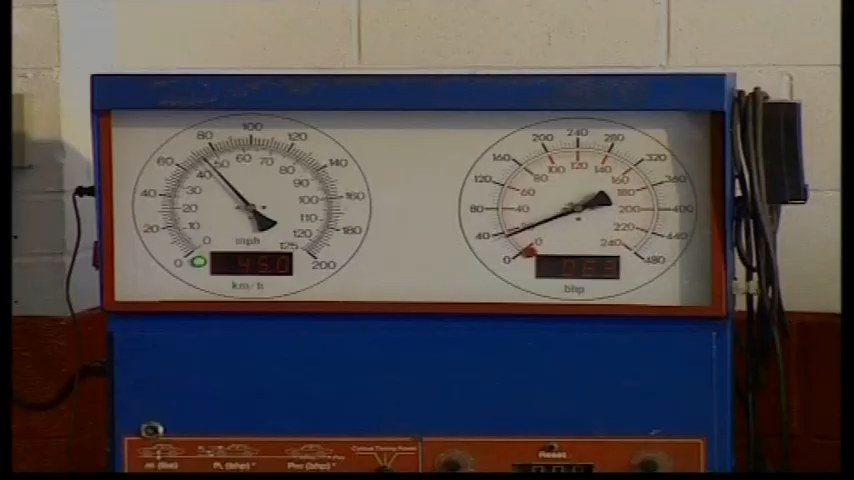 80 100 120
60 50 60 70 140
40 80
40 30 90 160
20 100
20 10 110 180
0 mph 120
0 125 200
45.0
km/h
200 240 280
160 100 120 140 320
120 80 160 360
60 180
80 40 200 400
40 220 440
0 0 240 480
bhp
Reset